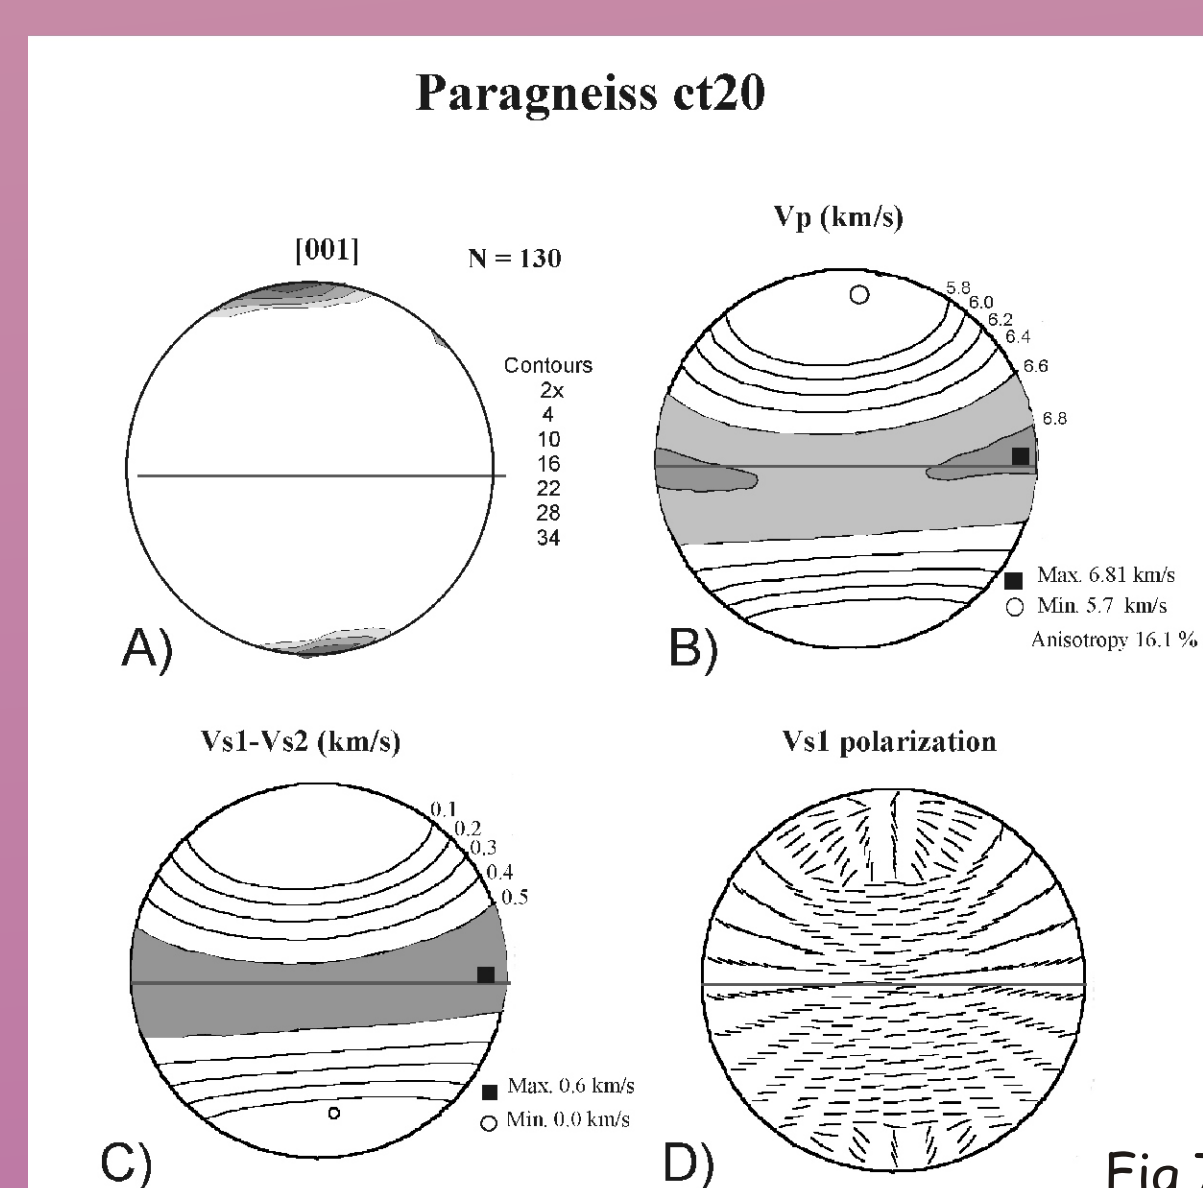 Paragneiss ct20
[001]
N = 130
Contours
2x
4
10
16
22
28
34
A)
Vp (km/s)
5.8
6.0
6.2
6.4
6.6
6.8
Max. 6.81 km/s
Min. 5.7 km/s
Anisotropy 16.1 %
B)
Vs1-Vs2 (km/s)
0.1
0.2
0.3
0.4
0.5
Max. 0.6 km/s
Min. 0.0 km/s
C)
Vs1 polarization
D)
Fig